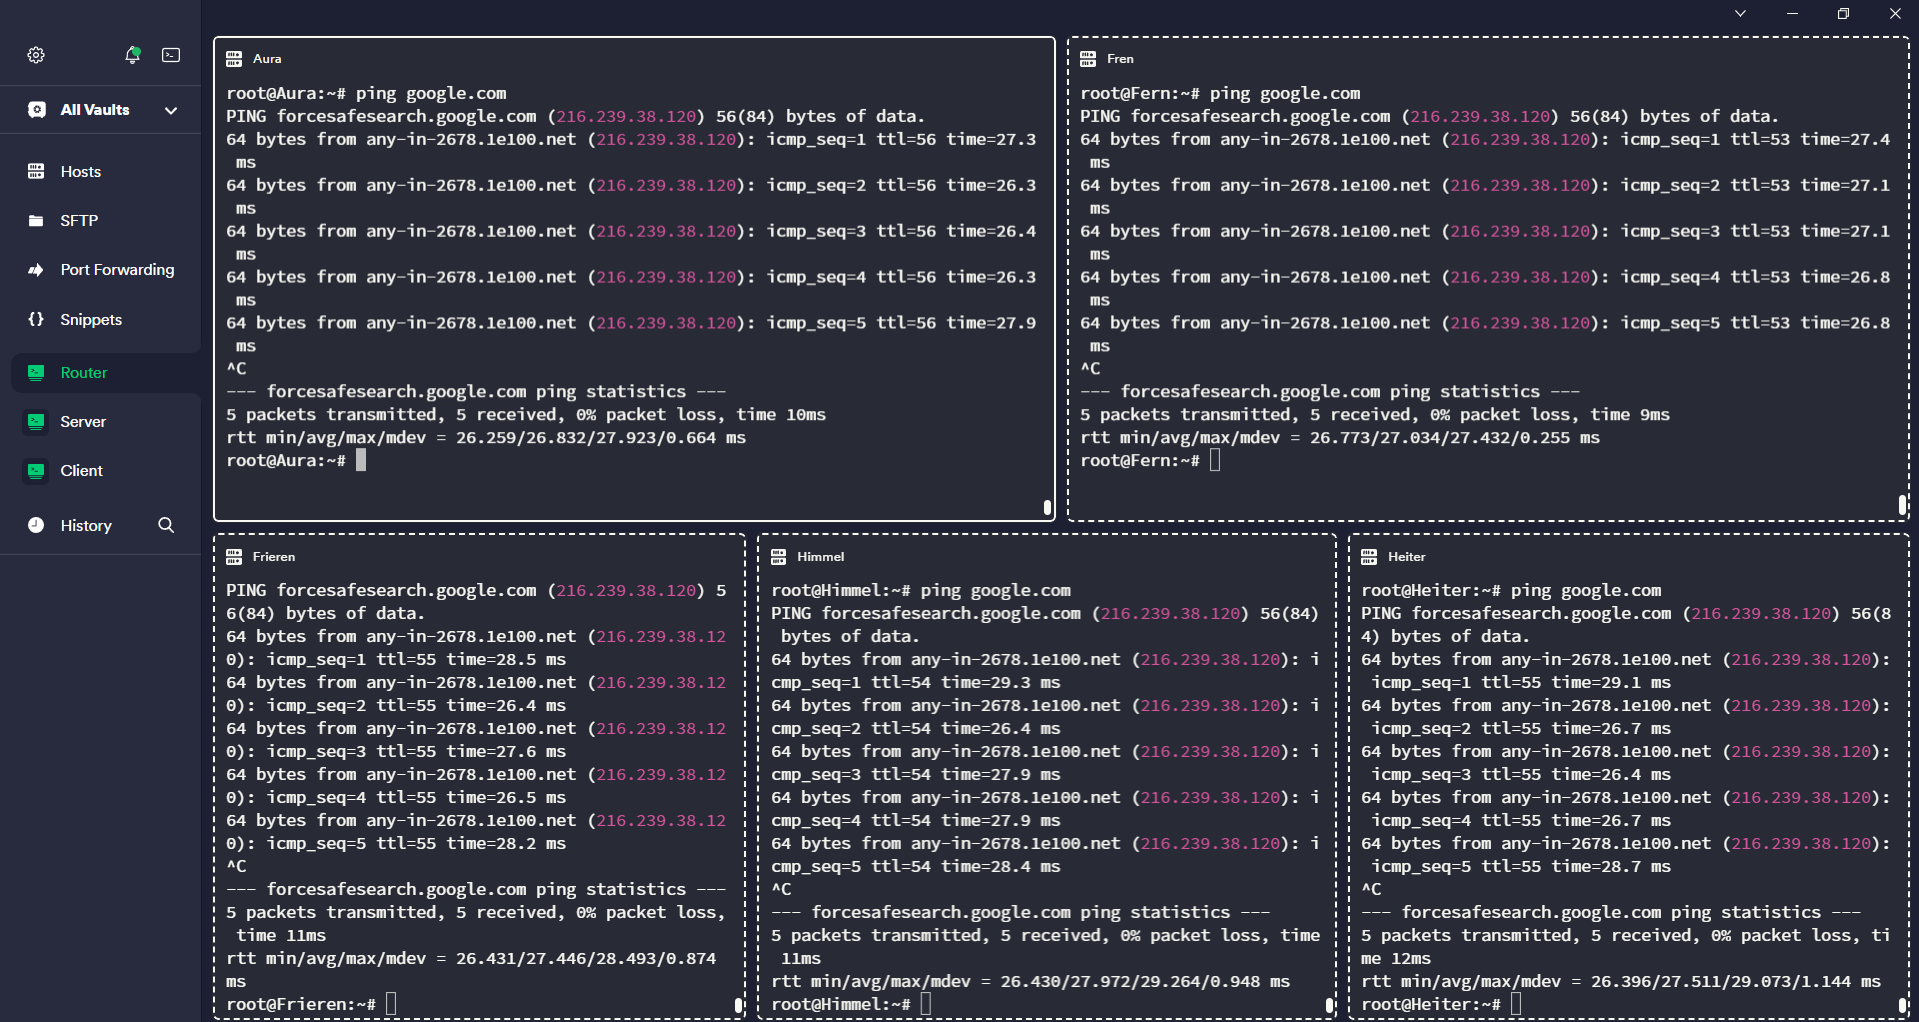 All Vaults
Hosts
SFTP
Port Forwarding
Snippets
Router
Server
Client
History
Aura
root@Aura:~# ping google.com
PING forcesafesearch.google.com (216.239.38.120) 56(84) bytes of data.
64 bytes from any-in-2678.1e100.net (216.239.38.120): icmp_seq=1 ttl=56 time=27.3
ms
64 bytes from any-in-2678.1e100.net (216.239.38.120): icmp_seq=2 ttl=56 time=26.3
ms
64 bytes from any-in-2678.1e100.net (216.239.38.120): icmp_seq=3 ttl=56 time=26.4
ms
64 bytes from any-in-2678.1e100.net (216.239.38.120): icmp_seq=4 ttl=56 time=26.3
ms
64 bytes from any-in-2678.1e100.net (216.239.38.120): icmp_seq=5 ttl=56 time=27.9
ms
^C
--- forcesafesearch.google.com ping statistics ---
5 packets transmitted, 5 received, 0% packet loss, time 10ms
rtt min/avg/max/mdev = 26.259/26.832/27.923/0.664 ms
root@Aura:~#
Fren
root@Fern:~# ping google.com
PING forcesafesearch.google.com (216.239.38.120) 56(84) bytes of data.
64 bytes from any-in-2678.1e100.net (216.239.38.120): icmp_seq=1 ttl=53 time=27.4
ms
64 bytes from any-in-2678.1e100.net (216.239.38.120): icmp_seq=2 ttl=53 time=27.1
ms
64 bytes from any-in-2678.1e100.net (216.239.38.120): icmp_seq=3 ttl=53 time=27.1
ms
64 bytes from any-in-2678.1e100.net (216.239.38.120): icmp_seq=4 ttl=53 time=26.8
ms
64 bytes from any-in-2678.1e100.net (216.239.38.120): icmp_seq=5 ttl=53 time=26.8
ms
^C
--- forcesafesearch.google.com ping statistics ---
5 packets transmitted, 5 received, 0% packet loss, time 9ms
rtt min/avg/max/mdev = 26.773/27.034/27.432/0.255 ms
root@Fern:~#
Frieren
PING forcesafesearch.google.com (216.239.38.120) 5
6(84) bytes of data.
64 bytes from any-in-2678.1e100.net (216.239.38.12
0): icmp_seq=1 ttl=55 time=28.5 ms
64 bytes from any-in-2678.1e100.net (216.239.38.12
0): icmp_seq=2 ttl=55 time=26.4 ms
64 bytes from any-in-2678.1e100.net (216.239.38.12
0): icmp_seq=3 ttl=55 time=27.6 ms
64 bytes from any-in-2678.1e100.net (216.239.38.12
0): icmp_seq=4 ttl=55 time=26.5 ms
64 bytes from any-in-2678.1e100.net (216.239.38.12
0): icmp_seq=5 ttl=55 time=28.2 ms
^C
--- forcesafesearch.google.com ping statistics ---
5 packets transmitted, 5 received, 0% packet loss,
time 11ms
rtt min/avg/max/mdev = 26.431/27.446/28.493/0.874
ms
root@Frieren:~#
Himmel
root@Himmel:~# ping google.com
PING forcesafesearch.google.com (216.239.38.120) 56(84)
bytes of data.
64 bytes from any-in-2678.1e100.net (216.239.38.120): i
cmp_seq=1 ttl=54 time=29.3 ms
64 bytes from any-in-2678.1e100.net (216.239.38.120): i
cmp_seq=2 ttl=54 time=26.4 ms
64 bytes from any-in-2678.1e100.net (216.239.38.120): i
cmp_seq=3 ttl=54 time=27.9 ms
64 bytes from any-in-2678.1e100.net (216.239.38.120): i
cmp_seq=4 ttl=54 time=27.9 ms
64 bytes from any-in-2678.1e100.net (216.239.38.120): i
cmp_seq=5 ttl=54 time=28.4 ms
^C
--- forcesafesearch.google.com ping statistics ---
5 packets transmitted, 5 received, 0% packet loss, time
11ms
rtt min/avg/max/mdev = 26.430/27.972/29.264/0.948 ms
root@Himmel:~#
Heiter
root@Heiter:~# ping google.com
PING forcesafesearch.google.com (216.239.38.120) 56(8
4) bytes of data.
64 bytes from any-in-2678.1e100.net (216.239.38.120):
icmp_seq=1 ttl=55 time=29.1 ms
64 bytes from any-in-2678.1e100.net (216.239.38.120):
icmp_seq=2 ttl=55 time=26.7 ms
64 bytes from any-in-2678.1e100.net (216.239.38.120):
icmp_seq=3 ttl=55 time=26.4 ms
64 bytes from any-in-2678.1e100.net (216.239.38.120):
icmp_seq=4 ttl=55 time=26.7 ms
64 bytes from any-in-2678.1e100.net (216.239.38.120):
icmp_seq=5 ttl=55 time=28.7 ms
^C
--- forcesafesearch.google.com ping statistics ---
5 packets transmitted, 5 received, 0% packet loss, ti
me 12ms
rtt min/avg/max/mdev = 26.396/27.511/29.073/1.144 ms
root@Heiter:~#